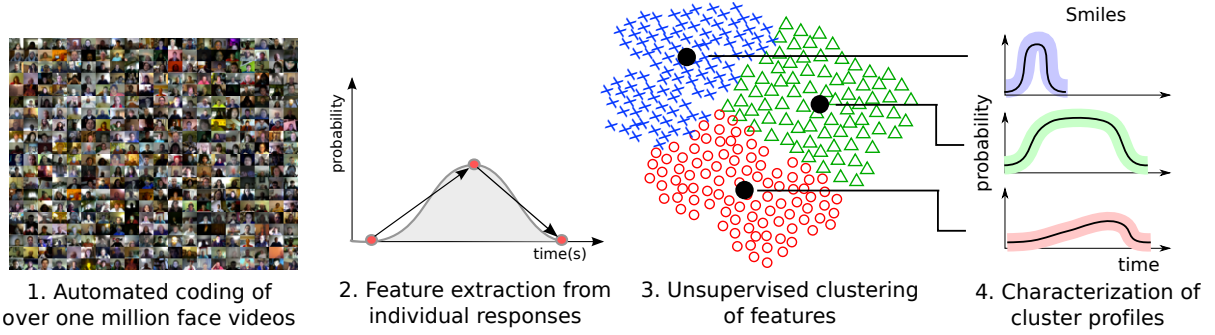 probability
time(s)
Smiles
probability
time
1. Automated coding of
over one million face videos
2. Feature extraction from
individual responses
3. Unsupervised clustering
of features
4. Characterization of
cluster profiles